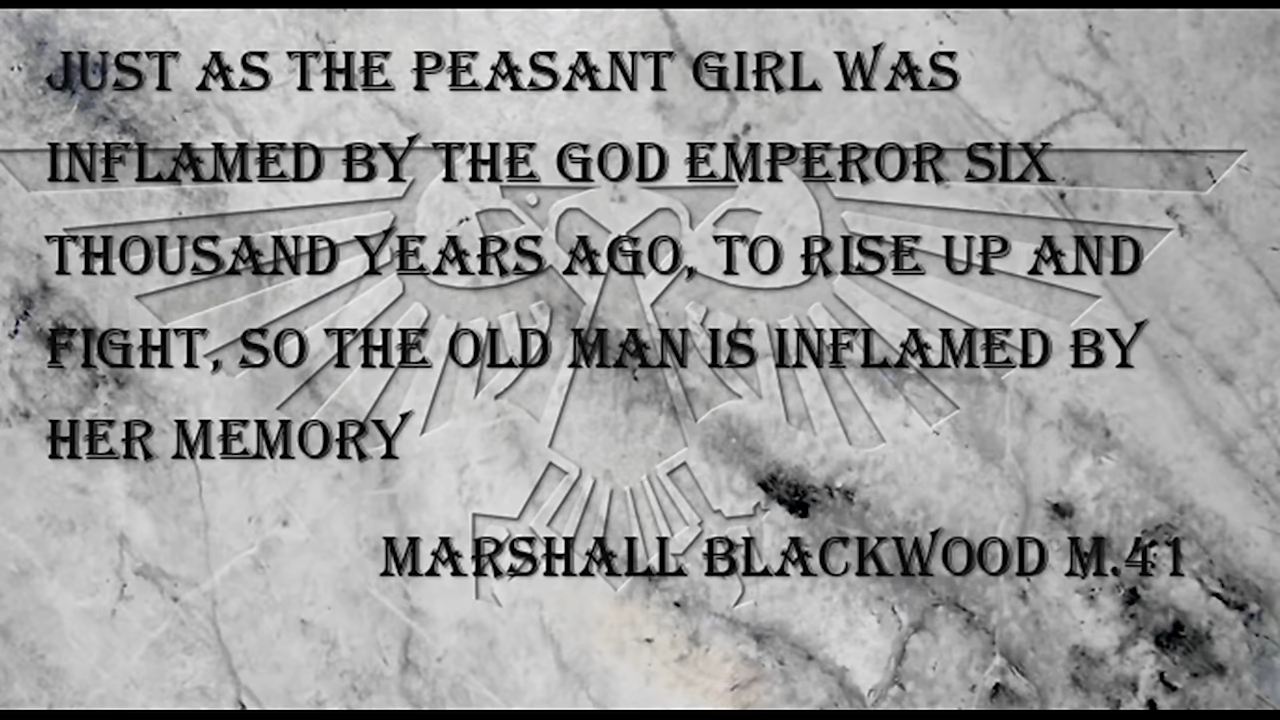 JUST AS THE PEASANT GIRL WAS
INFLAMED BY THE GOD EMPEROR SIX
THOUSAND YEARS AGO, TO RISE UP AND
FIGHT, SO THE OLD MAN IS INFLAMED BY
HER MEMORY
MARSHALL BLACKWOOD M.41